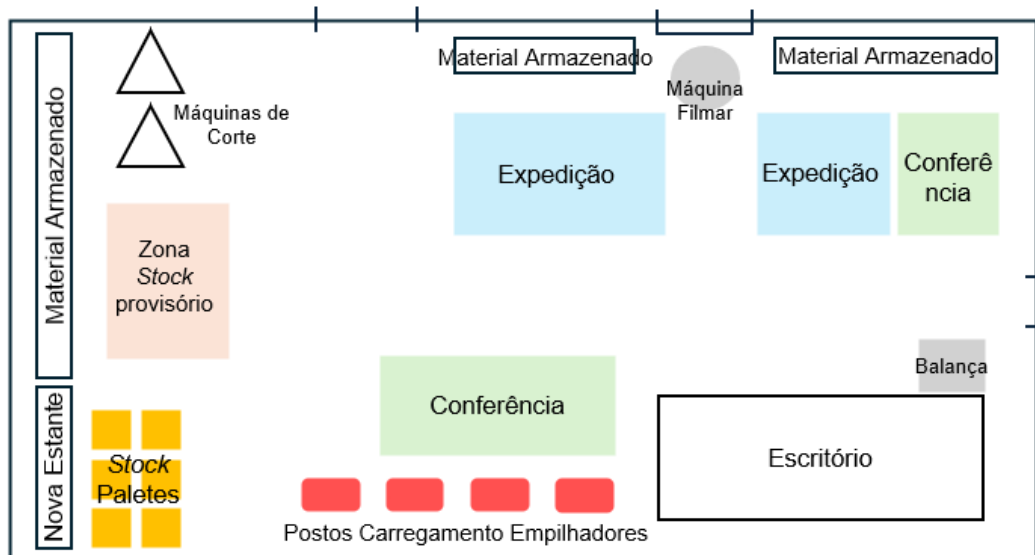 Material Armazenado
Máquinas de
Corte
Material Armazenado
Máquina
Filmar
Material Armazenado
Expedição
Expedição
Conferê
ncia
Zona
Stock
provisório
Balança
Conferência
Escritório
Nova Estante
Stock
Paletes
Postos Carregamento Empilhadores